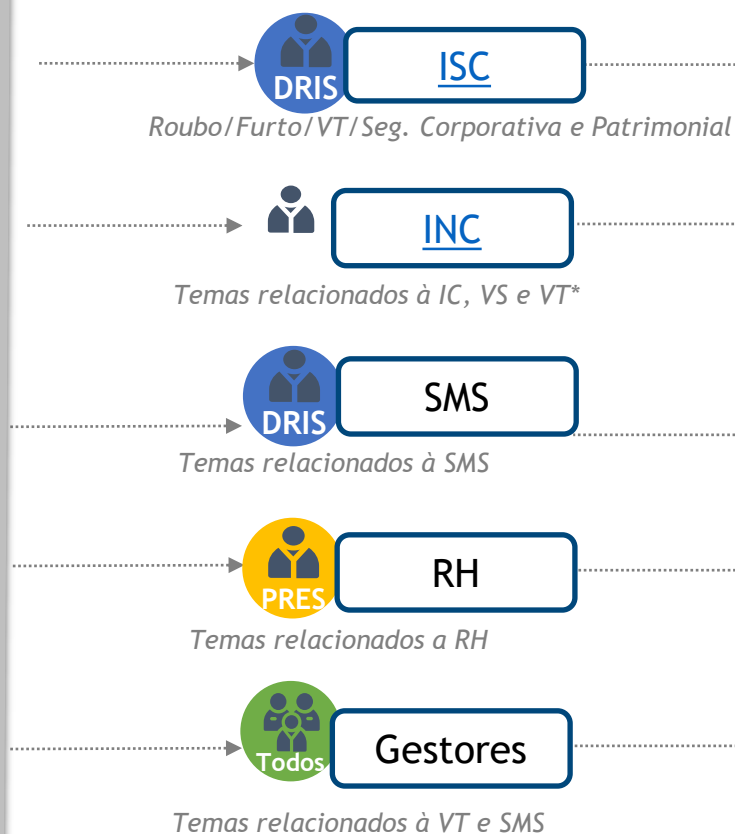 DRIS
ISC
Roubo/Furto/VT/Seg. Corporativa e Patrimonial
INC
Temas relacionados à IC, VS e VT*
DRIS
SMS
Temas relacionados à SMS
PRES
RH
Temas relacionados a RH
Todos
Gestores
Temas relacionados à VT e SMS